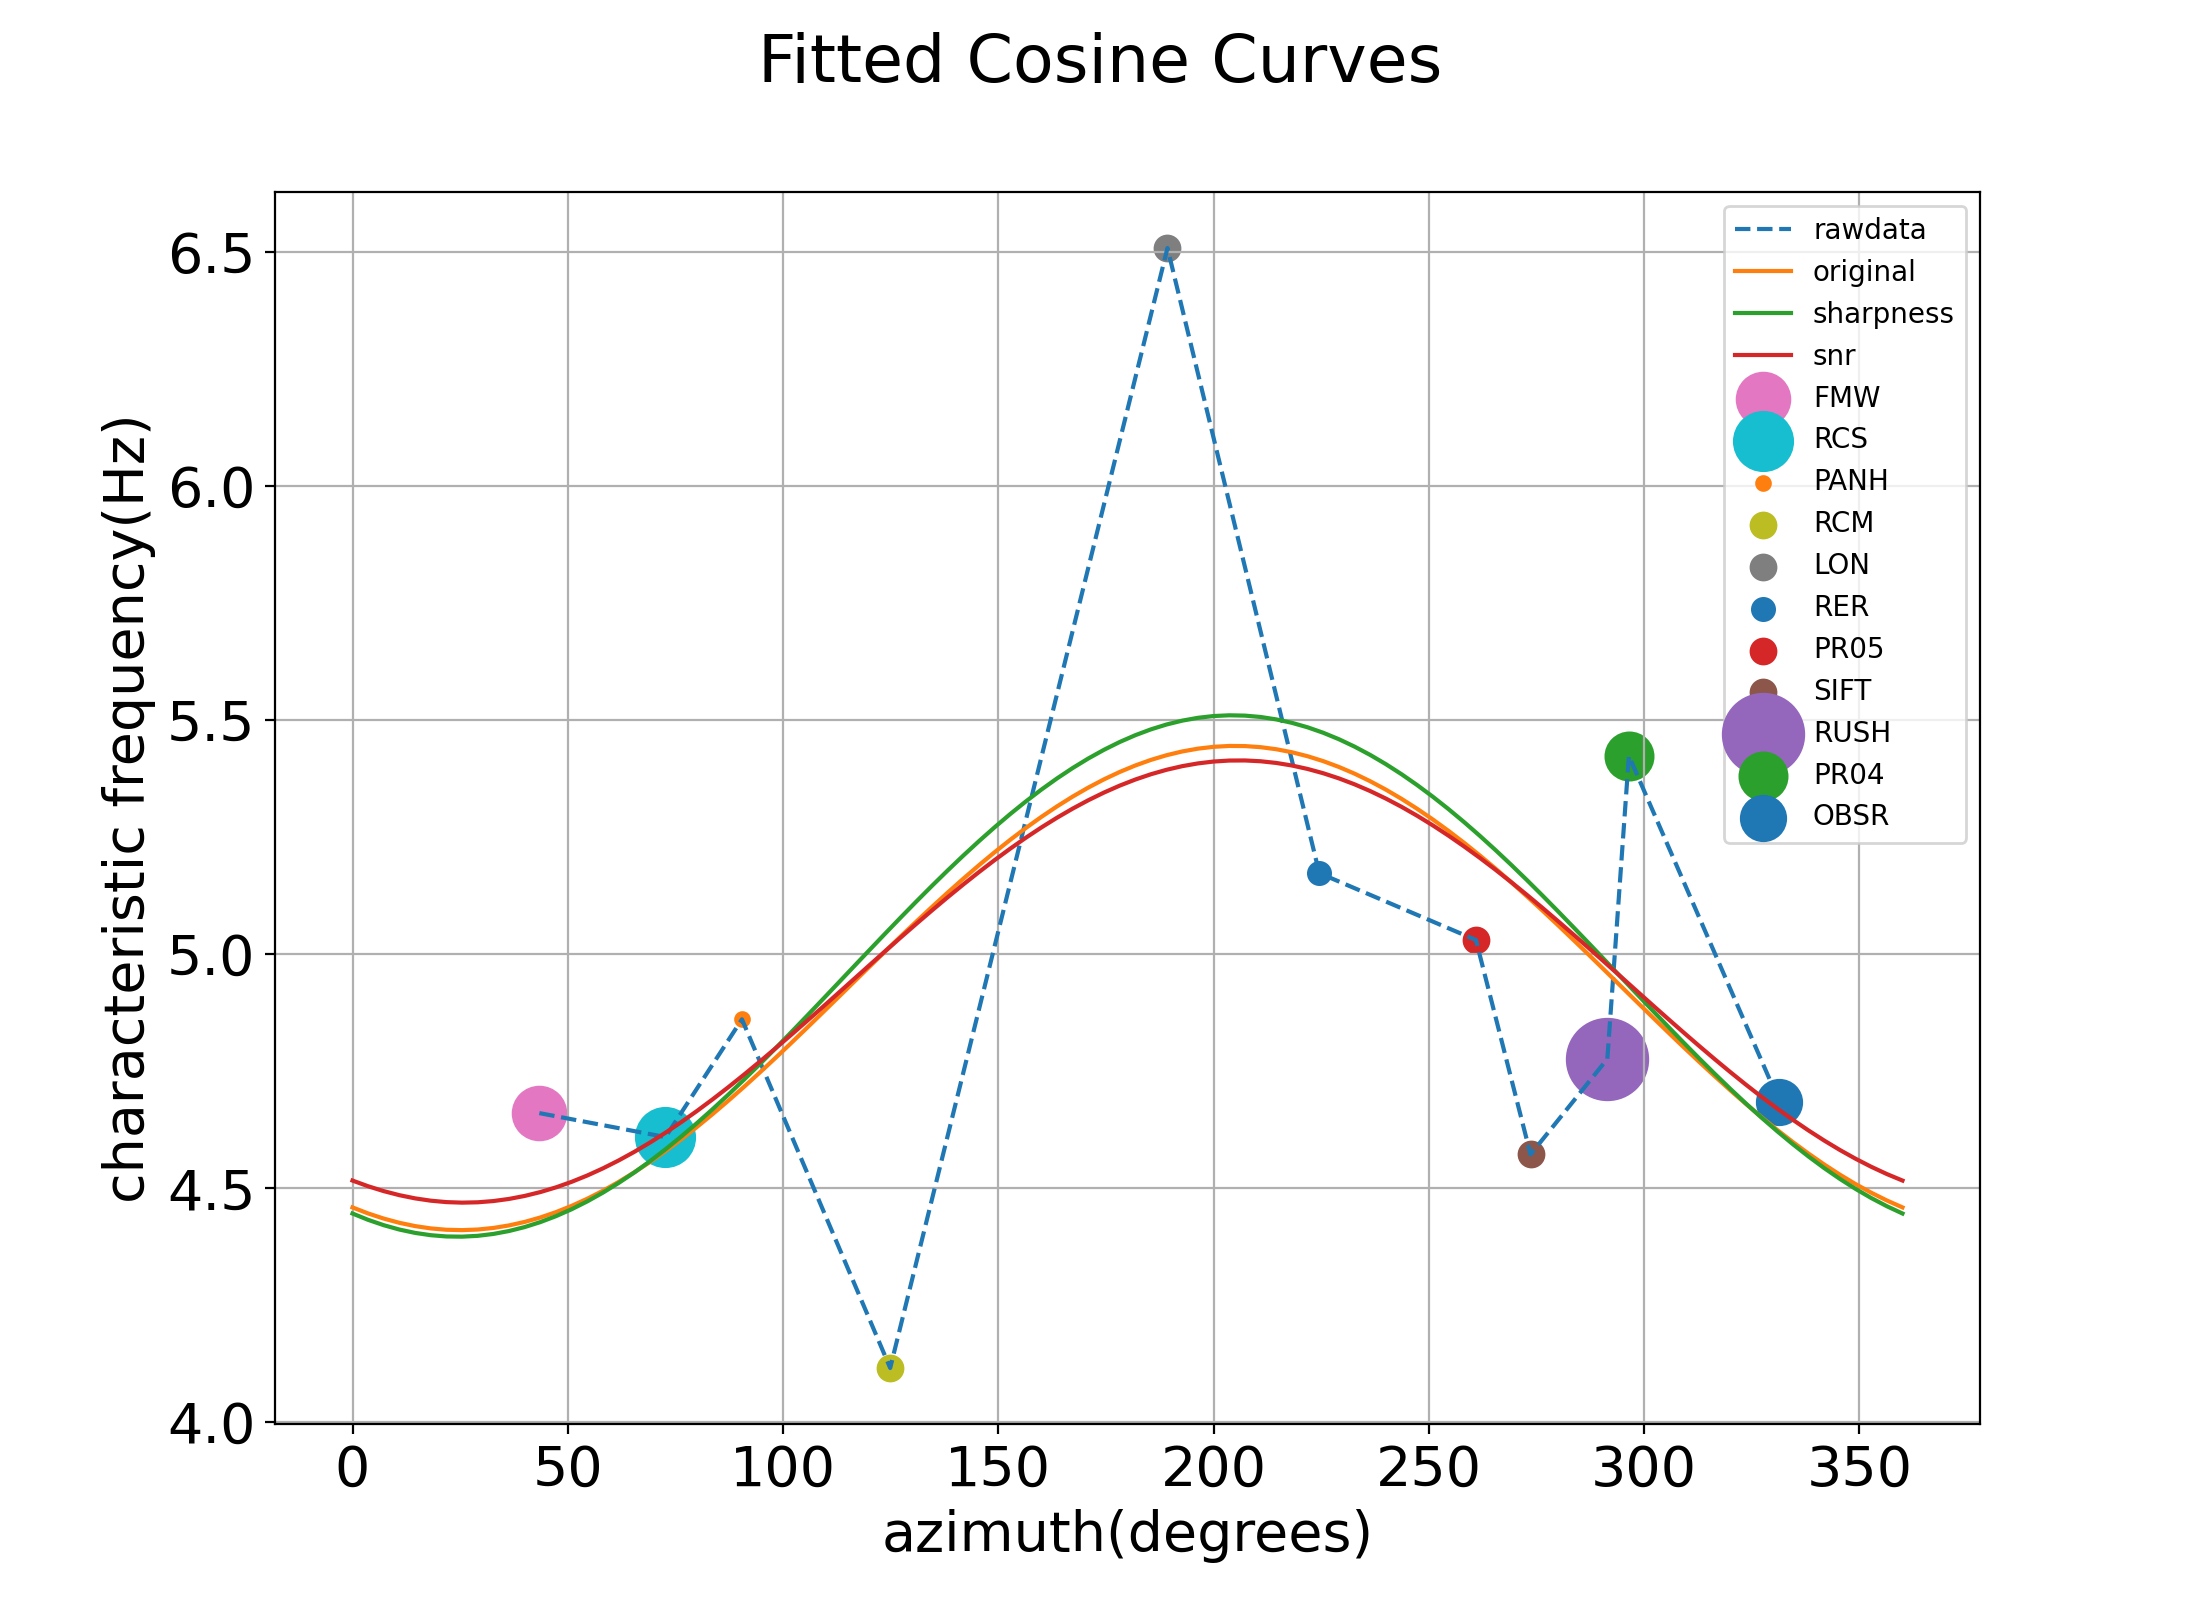 Fitted Cosine Curves
characteristic frequency(Hz)
6.5
6.0
5.5
5.0
4.5
4.0
rawdata
original
sharpness
snr
FMW
RCS
PANH
RCM
LON
RER
PR05
SIFT
RUSH
PR04
OBSR
0 50 100 150 200 250 300 350
azimuth(degrees)